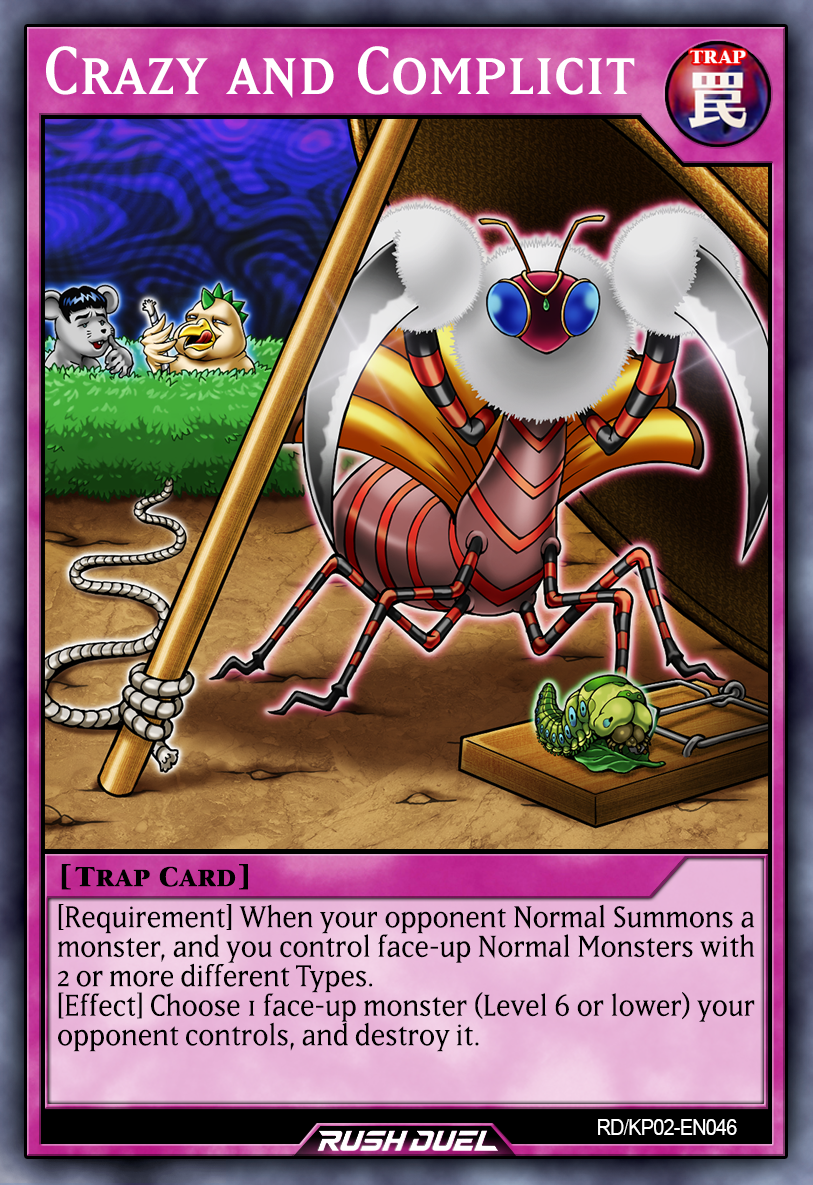 Crazy and Complicit
TRAP
罠
[Trap Card]
[Requirement] When your opponent Normal Summons a
monster, and you control face-up Normal Monsters with
2 or more different Types.
[Effect] Choose 1 face-up monster (Level 6 or lower) your
opponent controls, and destroy it.
RD/KP02-EN046
RUSH DUEL